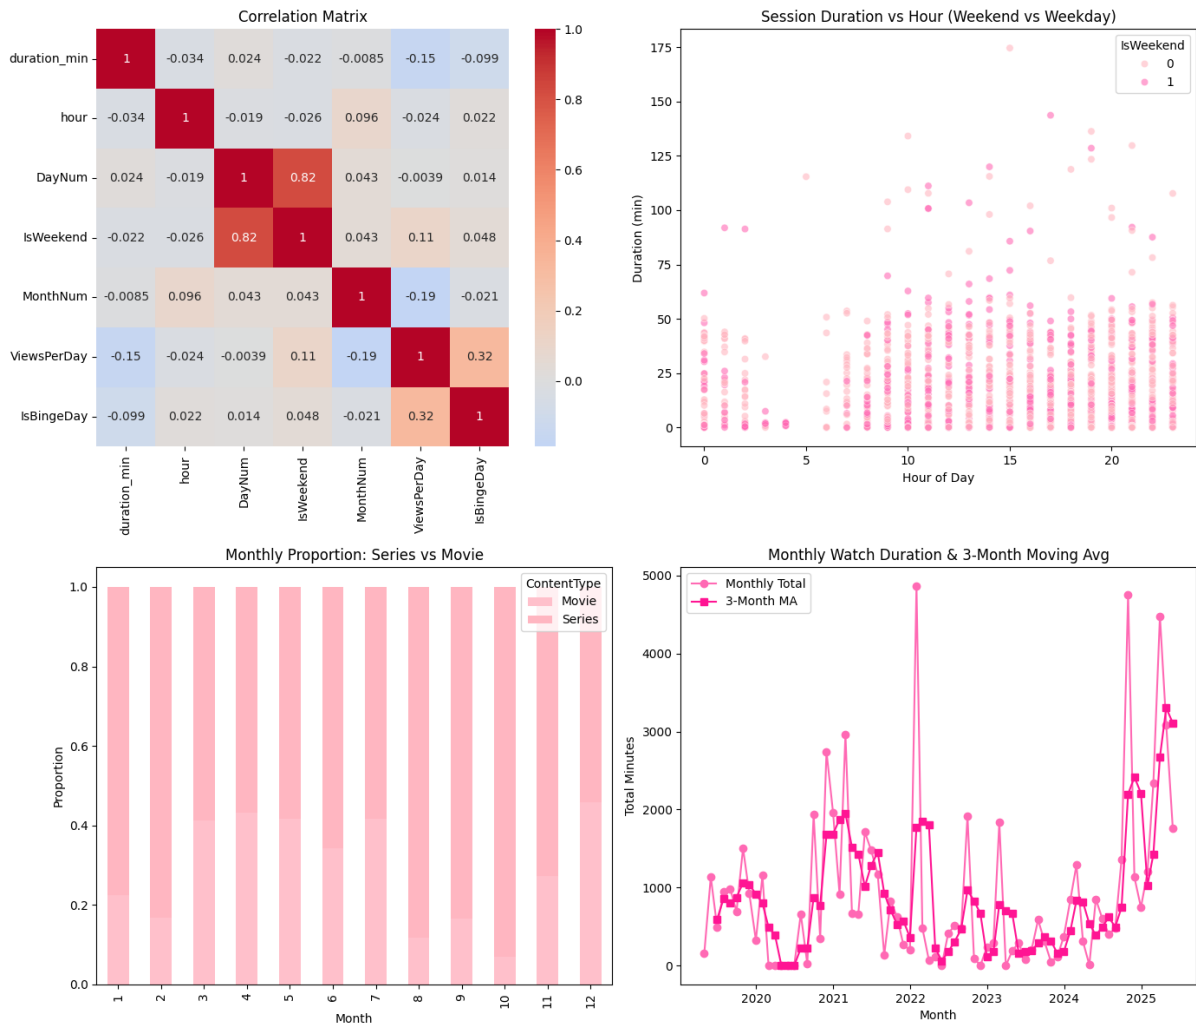 Correlation Matrix
duration_min
1 -0.034 0.024 -0.022 -0.0085 -0.15 -0.099
hour
-0.034 1 -0.019 -0.026 0.096 -0.024 0.022
DayNum
0.024 -0.019 1 0.82 0.043 -0.0039 0.014
IsWeekend
-0.022 -0.026 0.82 1 0.043 0.11 0.048
MonthNum
-0.0085 0.096 0.043 0.043 1 -0.19 -0.021
ViewsPerDay
-0.15 -0.024 -0.0039 0.11 -0.19 1 0.32
IsBingeDay
-0.099 0.022 0.014 0.048 -0.021 0.32 1
duration_min
hour
DayNum
IsWeekend
MonthNum
ViewsPerDay
IsBingeDay
1.0
0.8
0.6
0.4
0.2
0.0
Session Duration vs Hour (Weekend vs Weekday)
IsWeekend
0
1
Duration (min)
175
150
125
100
75
50
25
0
0 5 10 15 20
Hour of Day
Monthly Proportion: Series vs Movie
ContentType
Movie
Series
Proportion
1.0
0.8
0.6
0.4
0.2
0.0
1 2 3 4 5 6 7 8 9 10 11 12
Month
Monthly Watch Duration & 3-Month Moving Avg
Monthly Total
3-Month MA
Total Minutes
5000
4000
3000
2000
1000
0
2020 2021 2022 2023 2024 2025
Month